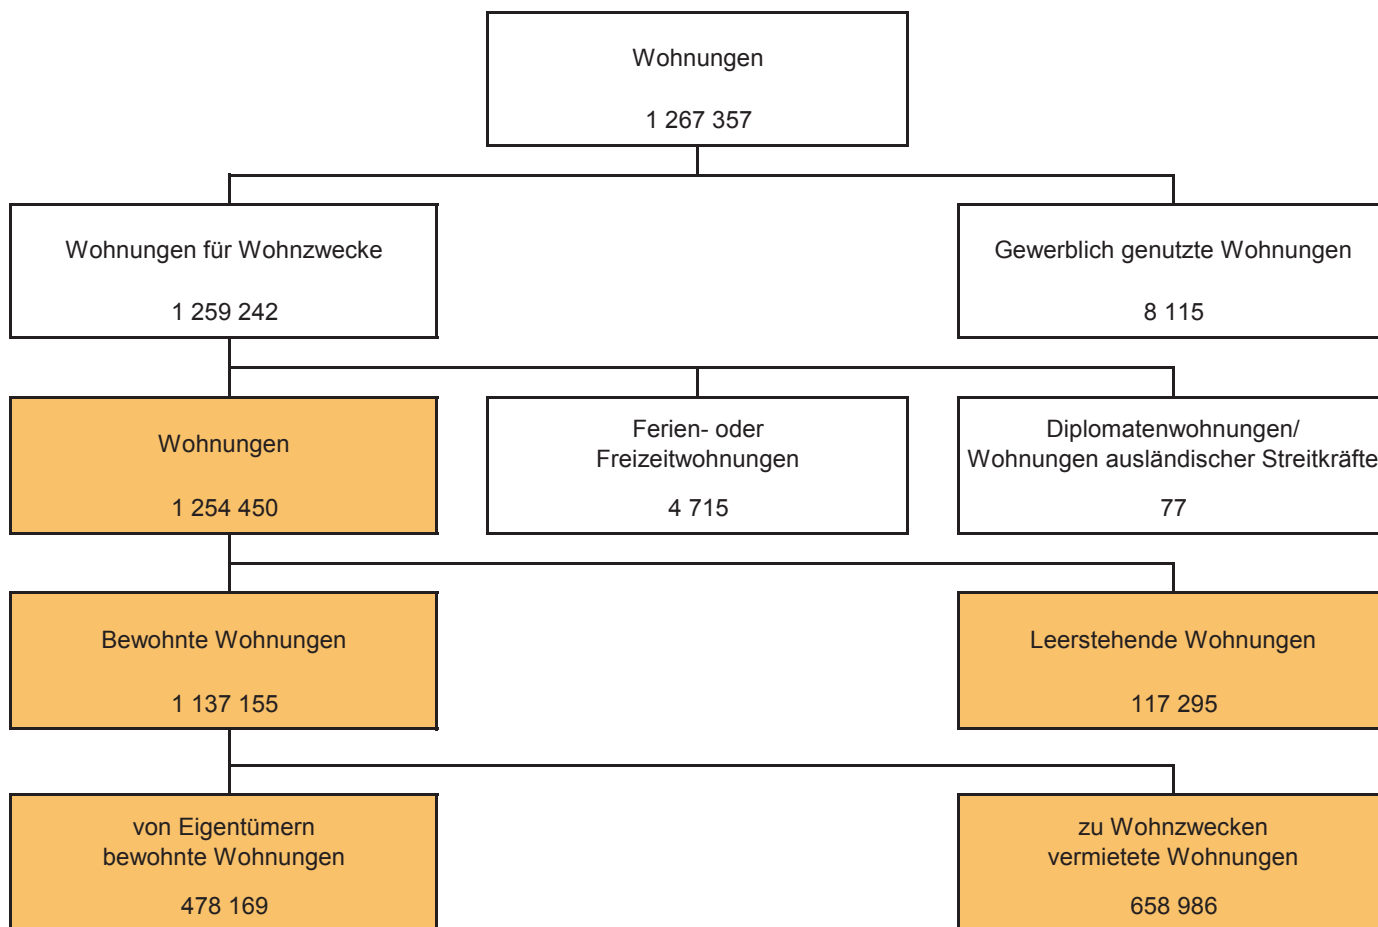 Wohnungen
1 267 357
Wohnungen für Wohnzwecke
1 259 242
Gewerblich genutzte Wohnungen
8 115
Wohnungen
1 254 450
Ferien- oder
Freizeitwohnungen
4 715
Diplomatenwohnungen/
Wohnungen ausländischer Streitkräfte
77
Bewohnte Wohnungen
1 137 155
Leerstehende Wohnungen
117 295
von Eigentümern
bewohnte Wohnungen
478 169
zu Wohnzwecken
vermietete Wohnungen
658 986